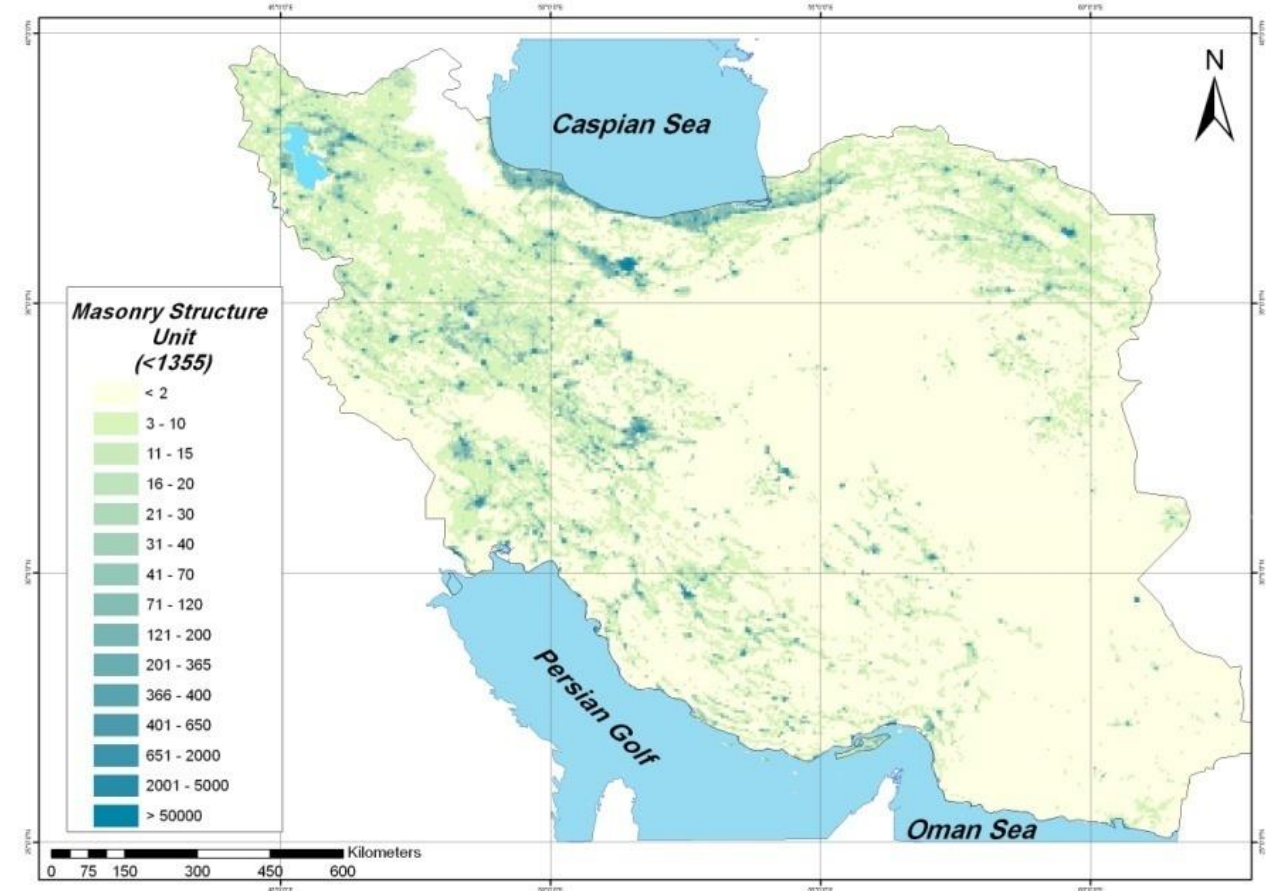 N
Caspian Sea
Masonry Structure
Unit
(<1355)
< 2
3 - 10
11 - 15
16 - 20
21 - 30
31 - 40
41 - 70
71 - 120
121 - 200
201 - 365
366 - 400
401 - 650
651 - 2000
2001 - 5000
> 50000
Persian Golf
Oman Sea
Kilometers
0 75 150 300 450 600